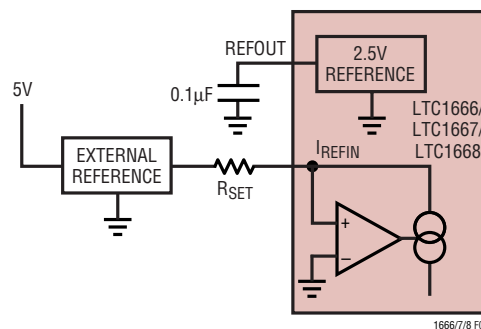 REFOUT
2.5V
REFERENCE
5V
0.1µF
LTC1666/
LTC1667/
LTC1668
EXTERNAL
REFERENCE
IREFIN
RSET
+
–
1666/7/8